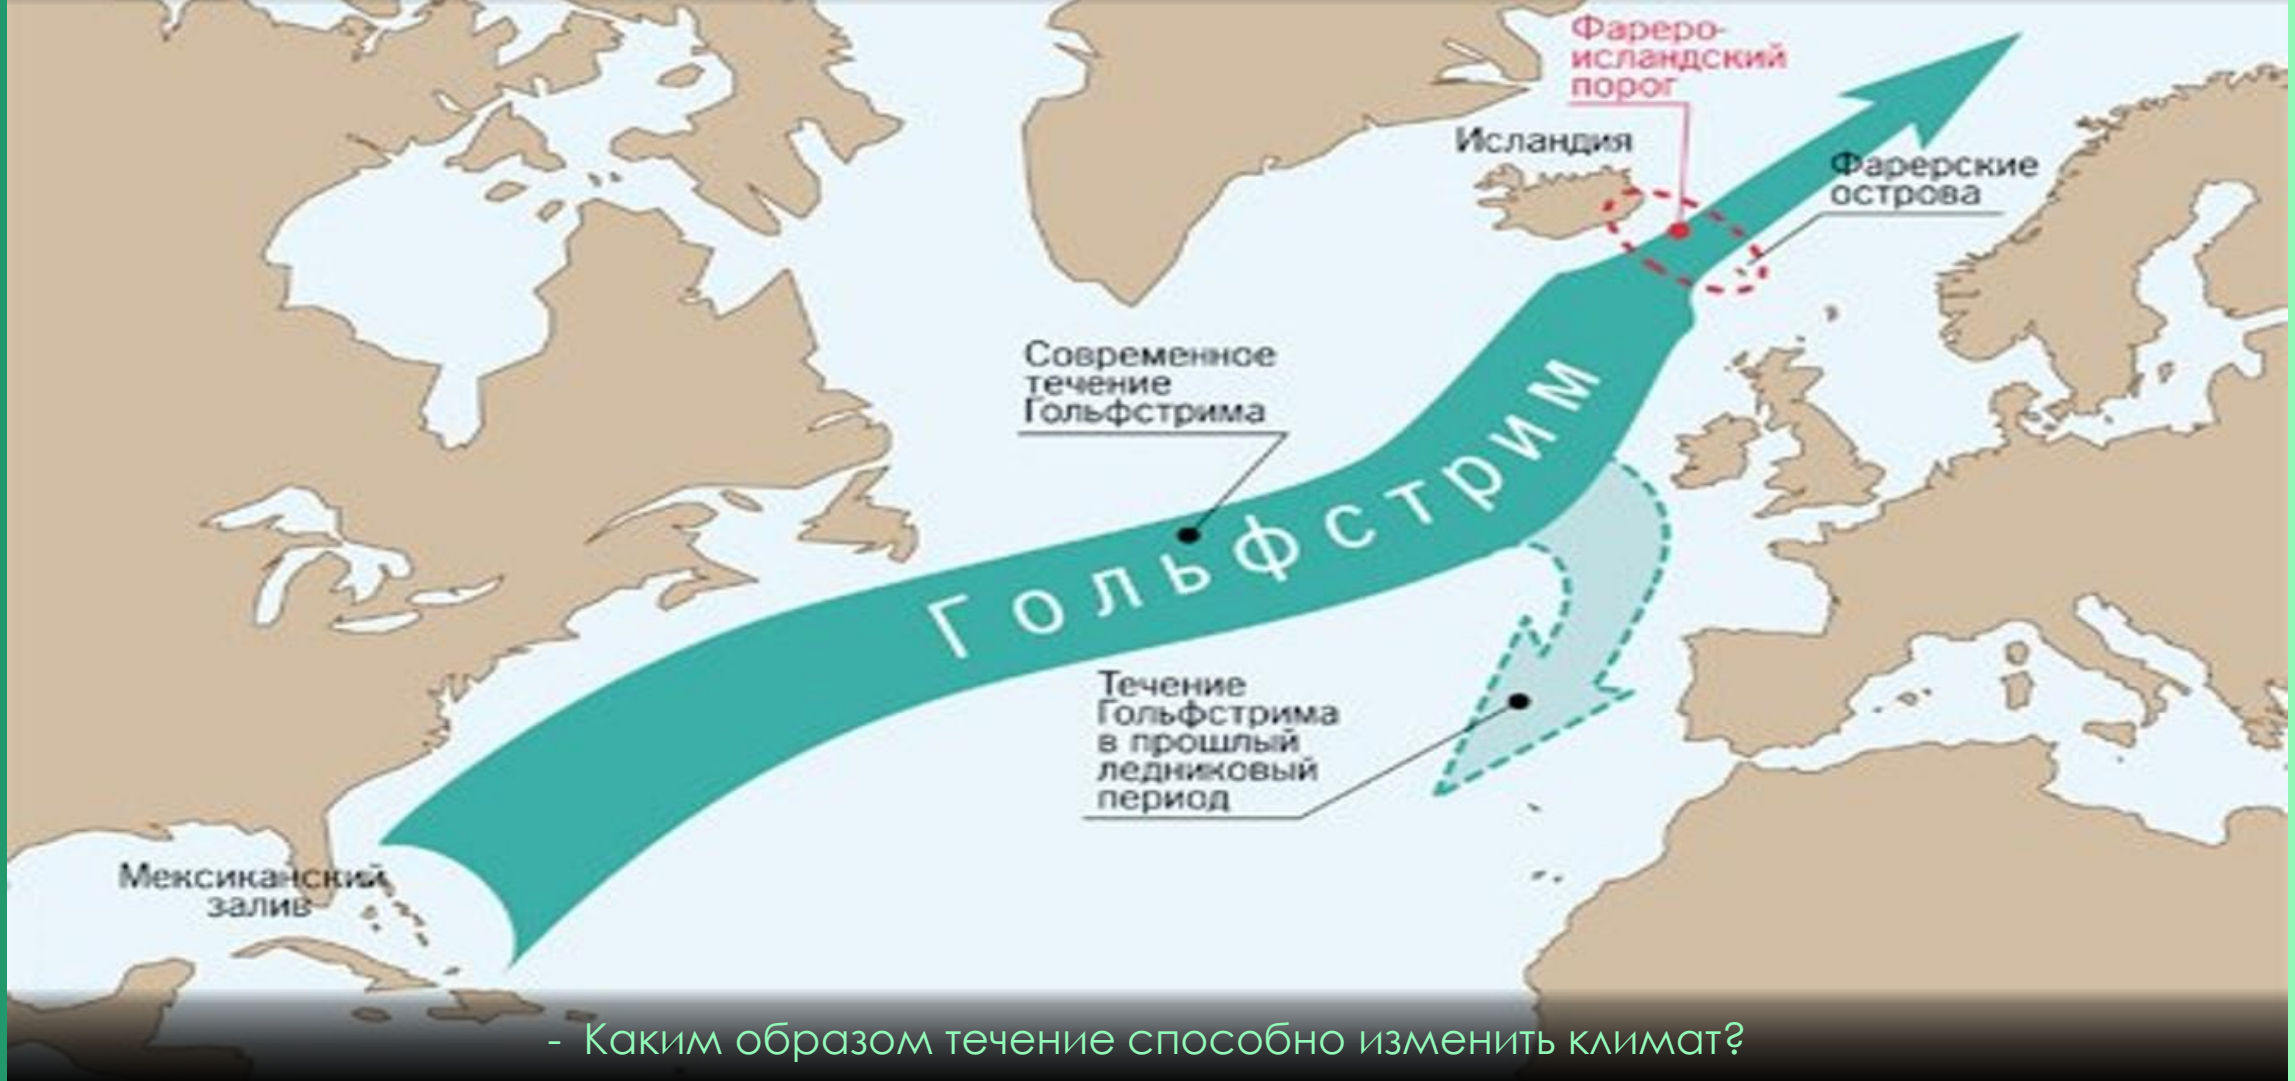 Фареро-
исландский
порог
Исландия
Фарерские
острова
Современное
течение
Гольфстрима
Гольфстрим
Течение
Гольфстрима
в прошлый
ледниковый
период
Мексиканский
залив
- Каким образом течение способно изменить климат?